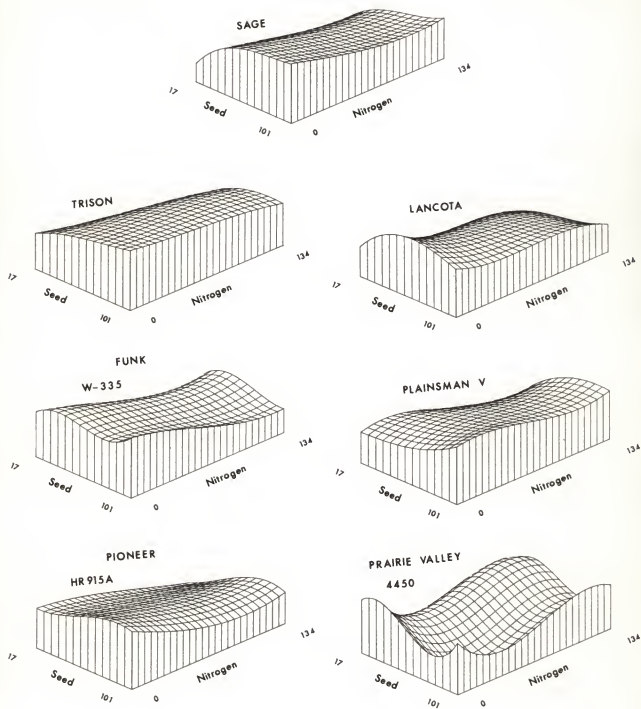 SAGE
17
Seed
101
0
Nitrogen
134
TRISON
17
Seed
101
0
Nitrogen
134
LANCOTA
17
Seed
101
0
Nitrogen
134
FUNK
W-335
17
Seed
101
0
Nitrogen
134
PLAINSMAN V
17
Seed
101
0
Nitrogen
134
PIONEER
HR915A
17
Seed
101
0
Nitrogen
134
PRAIRIE VALLEY
4450
17
Seed
101
0
Nitrogen
134